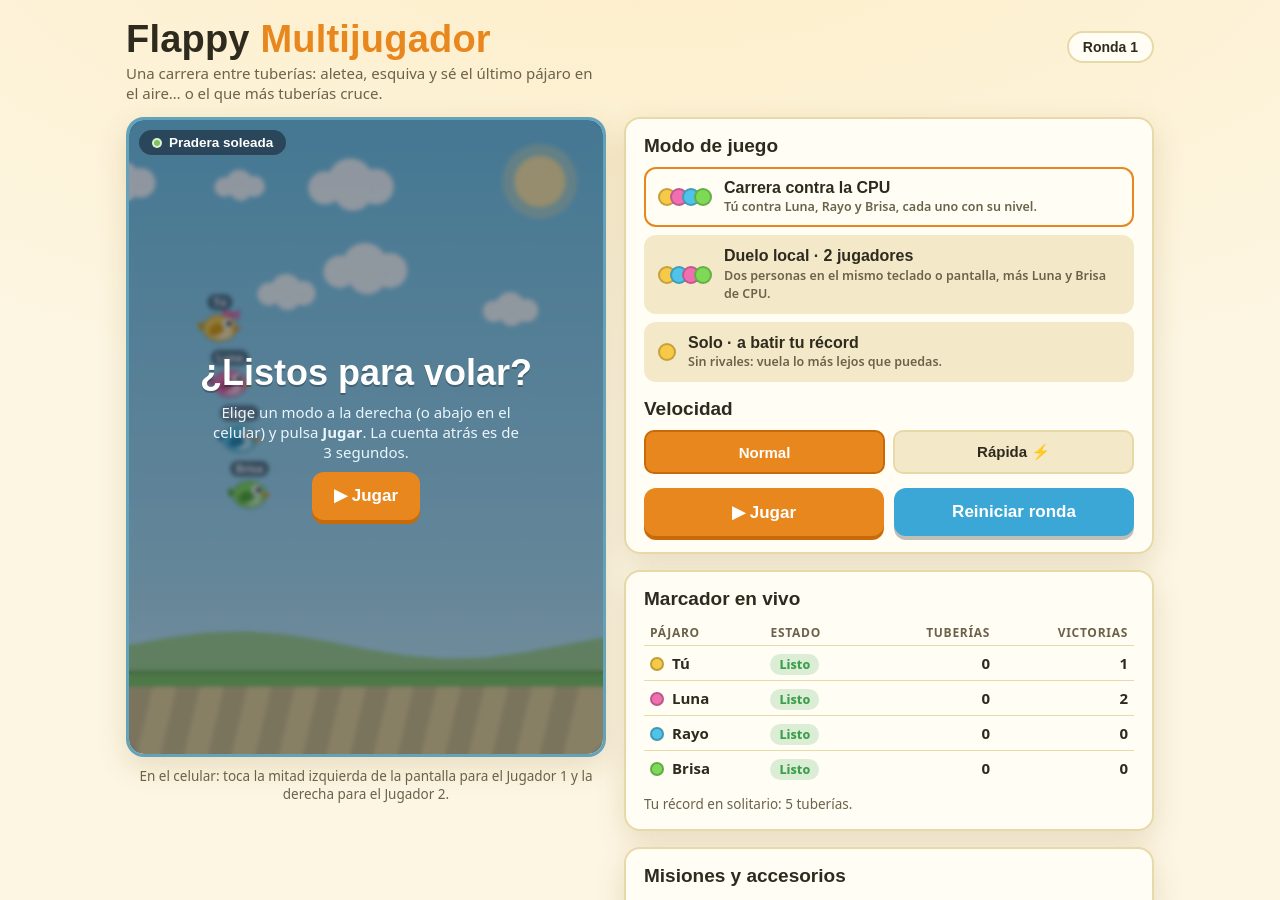 Flappy Multijugador
Una carrera entre tuberías: aletea, esquiva y sé el último pájaro en
el aire... o el que más tuberías cruce.
Ronda 1
Pradera soleada
Tú
¿Listos para volar?
Elige un modo a la derecha (o abajo en el
celular) y pulsa Jugar. La cuenta atrás es de
3 segundos.
Brisa
▶ Jugar
En el celular: toca la mitad izquierda de la pantalla para el Jugador 1 y la
derecha para el Jugador 2.
Modo de juego
Carrera contra la CPU
Tú contra Luna, Rayo y Brisa, cada uno con su nivel.
Duelo local · 2 jugadores
Dos personas en el mismo teclado o pantalla, más Luna y Brisa
de CPU.
Solo · a batir tu récord
Sin rivales: vuela lo más lejos que puedas.
Velocidad
Normal
Rápida ⚡
▶ Jugar
Reiniciar ronda
Marcador en vivo
PÁJARO ESTADO TUBERÍAS VICTORIAS
Tú Listo 0 1
Luna Listo 0 2
Rayo Listo 0 0
Brisa Listo 0 0
Tu récord en solitario: 5 tuberías.
Misiones y accesorios